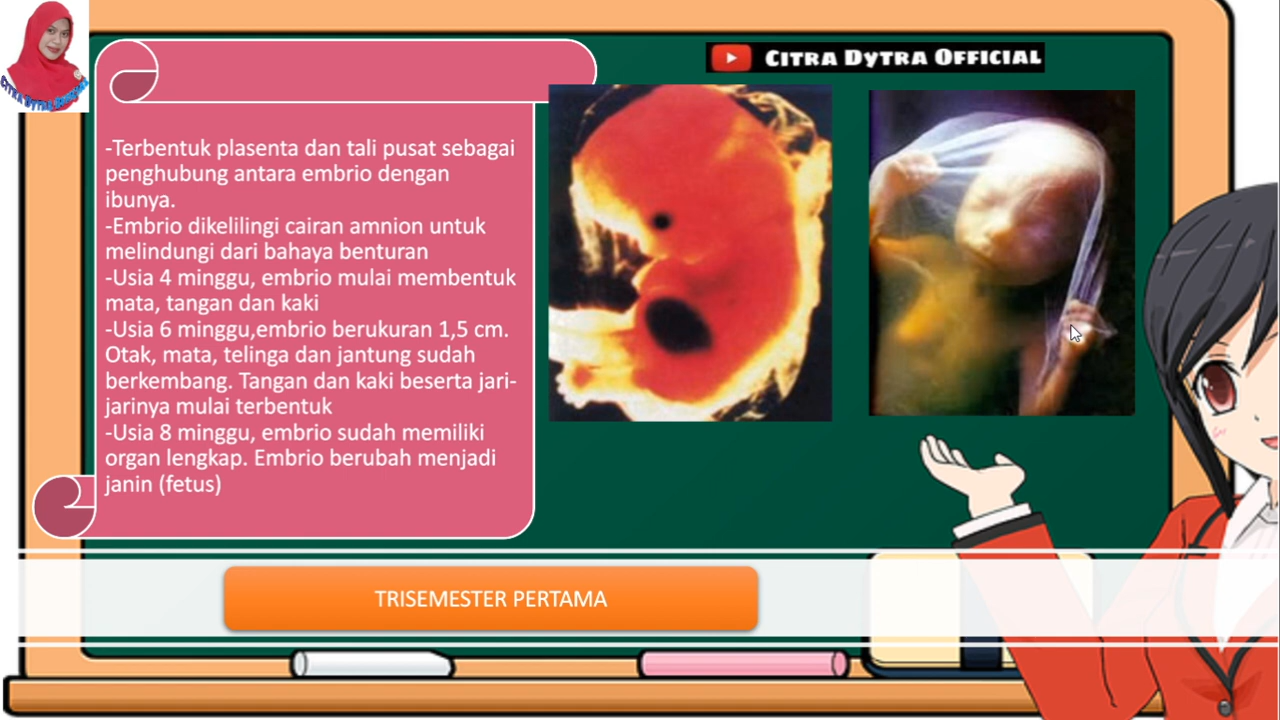 CITRA DYTRA OFFICIAL
-Terbentuk plasenta dan tali pusat sebagai
penghubung antara embrio dengan
ibunya.
-Embrio dikelilingi cairan amnion untuk
melindungi dari bahaya benturan
-Usia 4 minggu, embrio mulai membentuk
mata, tangan dan kaki
-Usia 6 minggu,embrio berukuran 1,5 cm.
Otak, mata, telinga dan jantung sudah
berkembang. Tangan dan kaki beserta jari-
jarinya mulai terbentuk
-Usia 8 minggu, embrio sudah memiliki
organ lengkap. Embrio berubah menjadi
janin (fetus)
TRISEMESTER PERTAMA